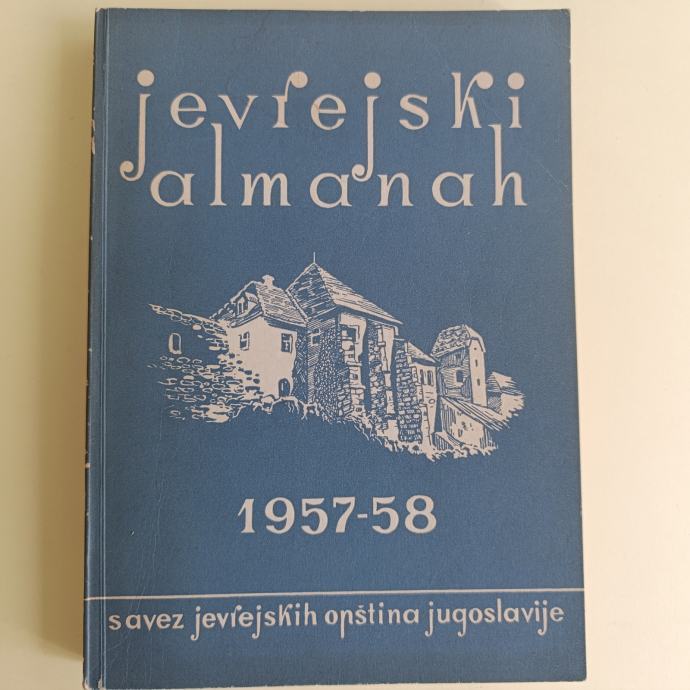 jevrejski
almanah
1957-58
savez jevrejskih opština jugoslavije